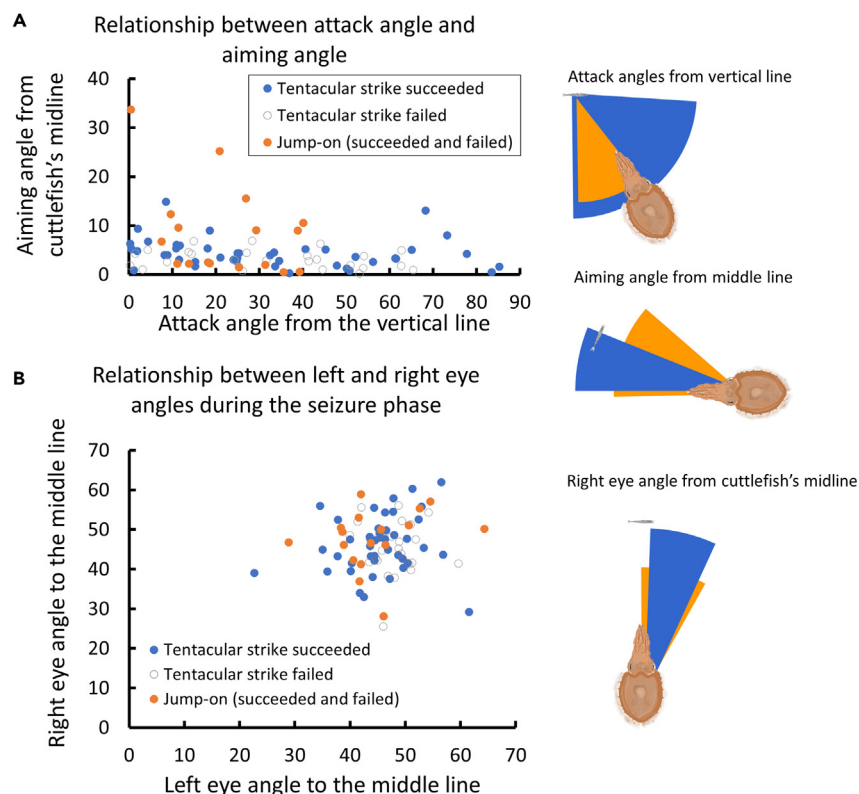 A
Relationship between attack angle and
aiming angle
Aiming angle from
cuttlefish's midline
40
30
20
10
0
Tentacular strike succeeded
Tentacular strike failed
Jump-on (succeeded and failed)
0 10 20 30 40 50 60 70 80 90
Attack angle from the vertical line
Attack angles from vertical line
Aiming angle from middle line
B
Relationship between left and right eye
angles during the seizure phase
Right eye angle to the middle line
70
60
50
40
30
20
10
0
Tentacular strike succeeded
Tentacular strike failed
Jump-on (succeeded and failed)
0 10 20 30 40 50 60 70
Left eye angle to the middle line
Right eye angle from cuttlefish's midline